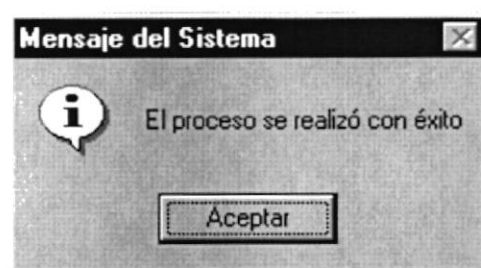 Mensaje del Sistema
El proceso se realizó con éxito
Aceptar